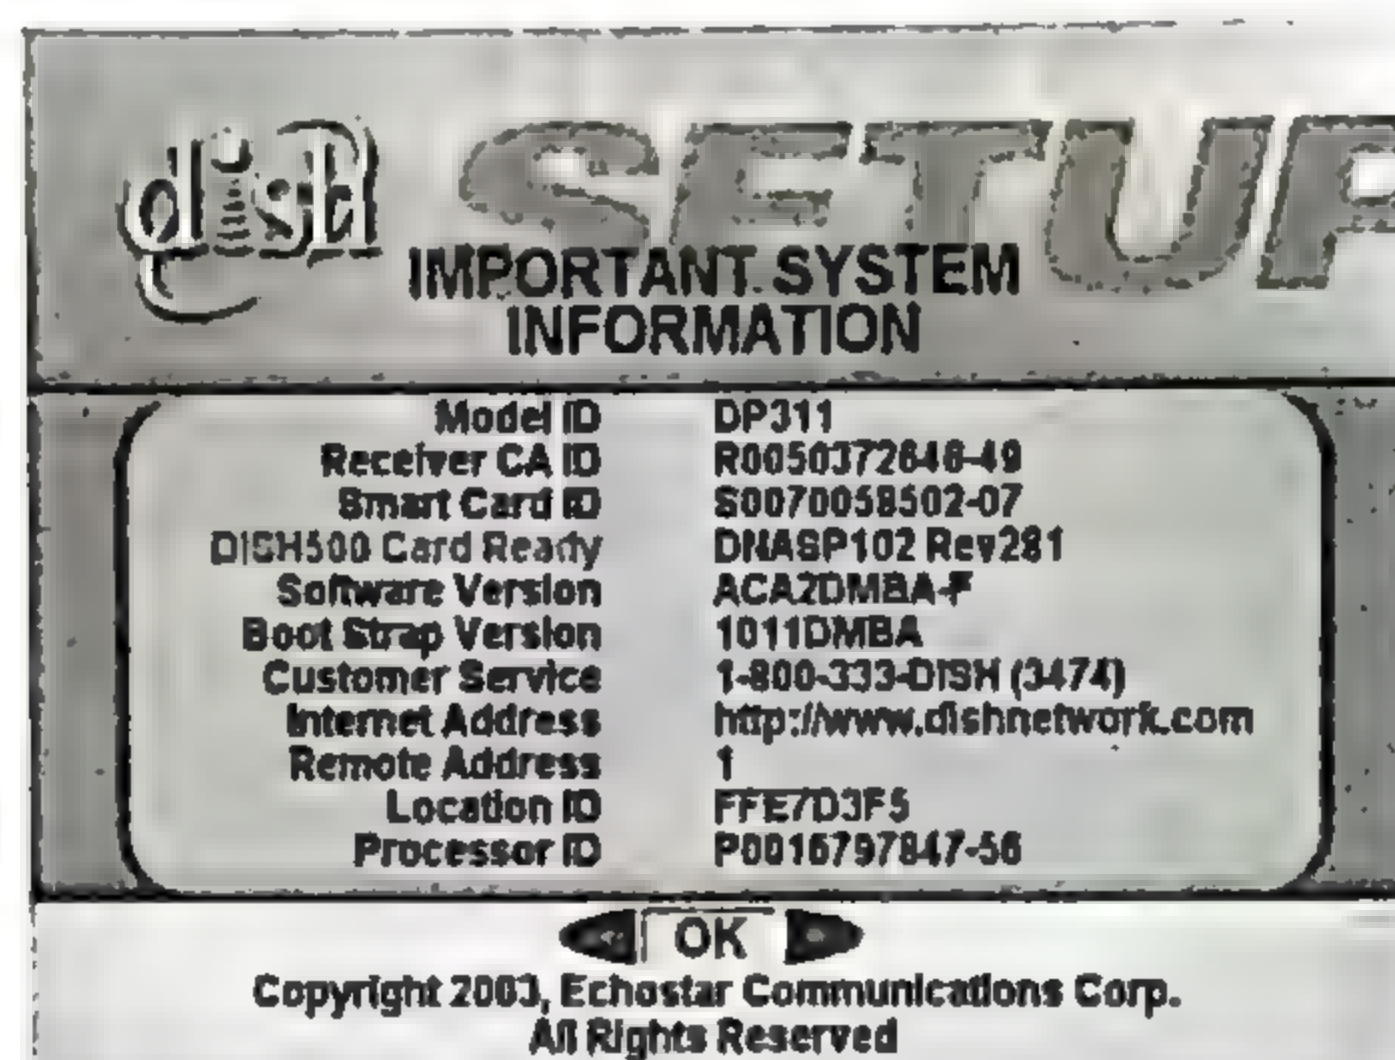 dish SETUP
IMPORTANT SYSTEM
INFORMATION
Model ID DP311
Receiver CA ID R0050372648-49
Smart Card ID S0070058502-07
DISH500 Card Ready DNASP102 Rev281
Software Version ACA2DMBA-F
Boot Strap Version 1011DMBA
Customer Service 1-800-333-DISH (3474)
Internet Address http://www.dishnetwork.com
Remote Address 1
Location ID FFE7D3F5
Processor ID P0016797847-56
OK
Copyright 2003, Echostar Communications Corp.
All Rights Reserved